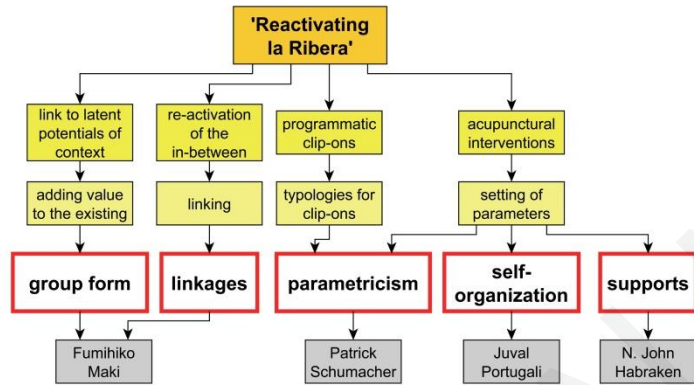 'Reactivating
la Ribera'
link to latent
potentials of
context
re-activation
of the
in-between
programmatic
clip-ons
acupunctural
interventions
adding value
to the existing
linking
typologies for
clip-ons
setting of
parameters
group form
linkages
parametricism
self-
organization
supports
Fumihiko
Maki
Patrick
Schumacher
Juval
Portugali
N. John
Habraken